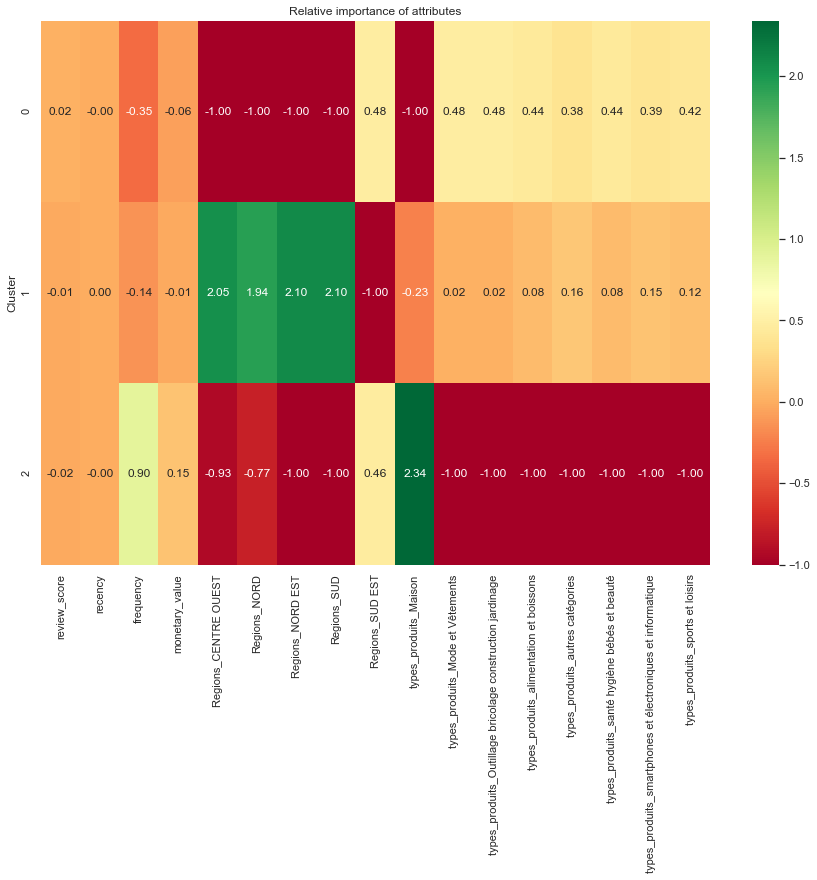 Relative importance of attributes
0.02 -0.00 -0.35 -0.06 -1.00 -1.00 -1.00 -1.00 0.48 -1.00 0.48 0.48 0.44 0.38 0.44 0.39 0.42
-0.01 0.00 -0.14 -0.01 2.05 1.94 2.10 2.10 -1.00 -0.23 0.02 0.02 0.08 0.16 0.08 0.15 0.12
-0.02 -0.00 0.90 0.15 -0.93 -0.77 -1.00 -1.00 0.46 2.34 -1.00 -1.00 -1.00 -1.00 -1.00 -1.00 -1.00
Cluster
0
1
2
review_score
recency
frequency
monetary_value
Regions_CENTRE OUEST
Regions_NORD
Regions_NORD EST
Regions_SUD
Regions_SUD EST
types_produits_Maison
types_produits_Mode et Vêtements
types_produits_Outillage bricolage construction jardinage
types_produits_alimentation et boissons
types_produits_autres catégories
types_produits_santé hygiène bébés et beauté
types_produits_smartphones et électroniques et informatique
types_produits_sports et loisirs
2.0
1.5
1.0
0.5
0.0
−0.5
−1.0